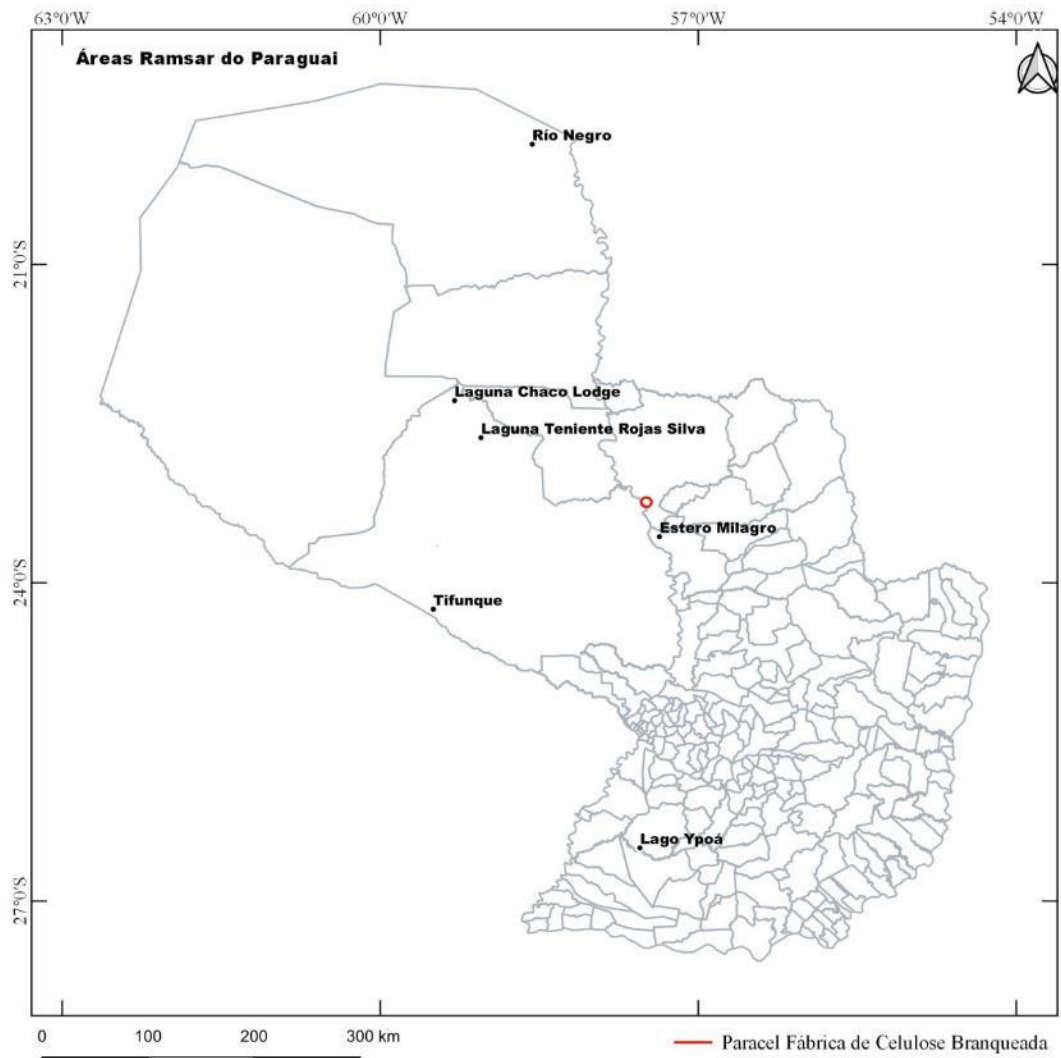 63°0'W 60°0'W 57°0'W 54°0'W
Áreas Ramsar do Paraguai
Río Negro
21°0'S
Laguna Chaco Lodge
Laguna Teniente Rojas Silva
Estero Milagro
24°0'S
Tifunque
Lago Ypoá
27°0'S
0 100 200 300 km
Paracel Fábrica de Celulose Branqueada